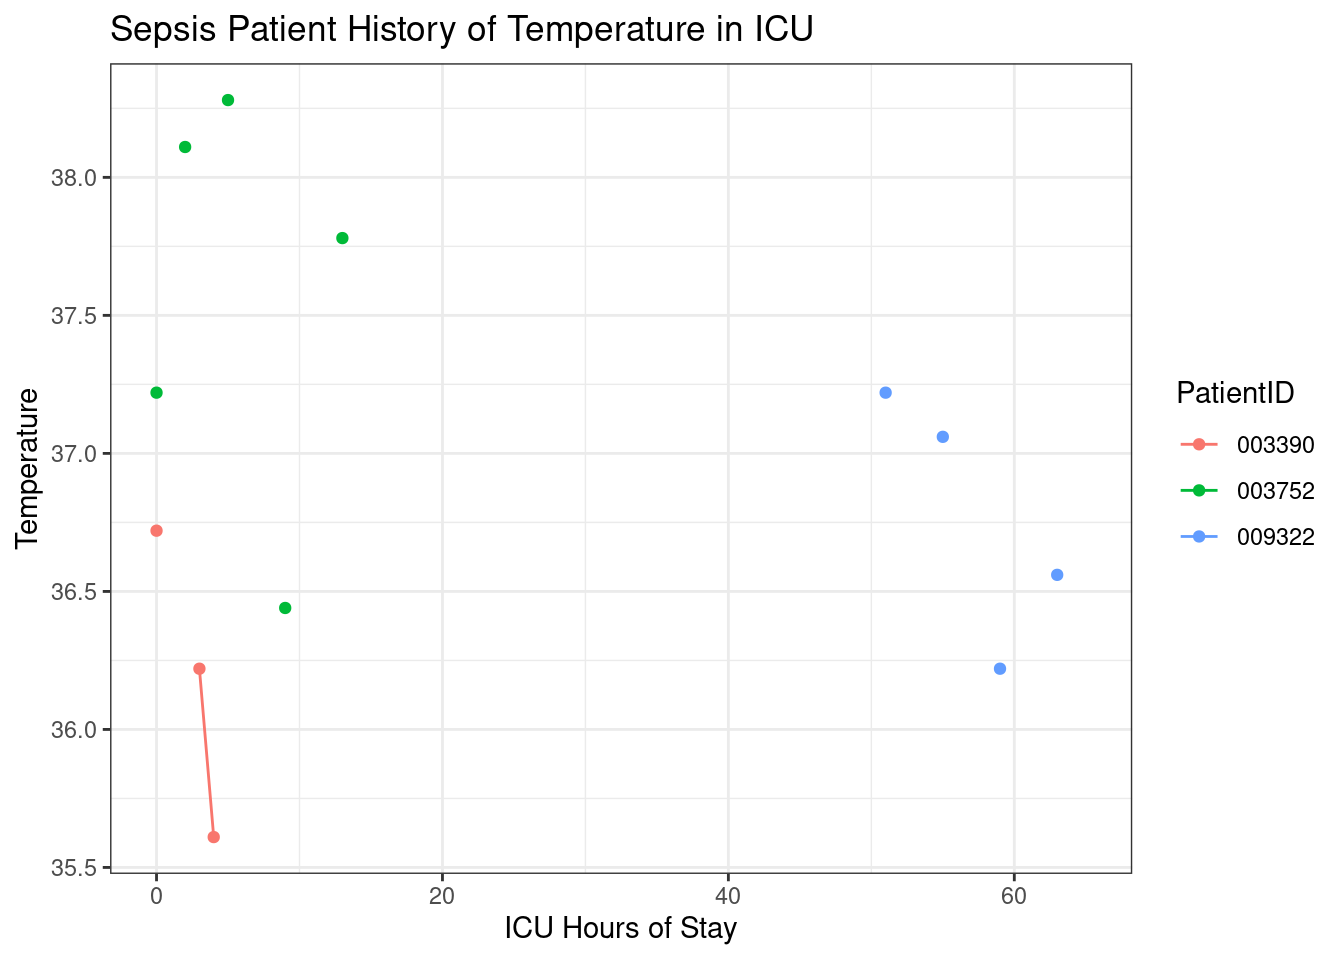 Sepsis Patient History of Temperature in ICU
38.0
37.5
37.0
36.5
36.0
35.5
Temperature
0 20 40 60
ICU Hours of Stay
PatientID
003390
003752
009322